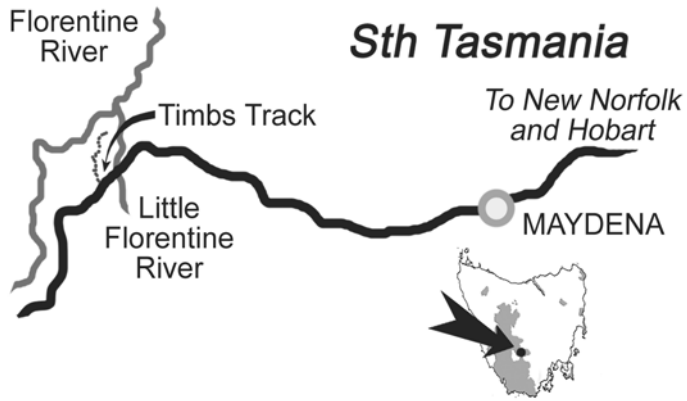 Florentine
River
Sth Tasmania
To New Norfolk
and Hobart
Timbs Track
Little
Florentine
River
MAYDENA